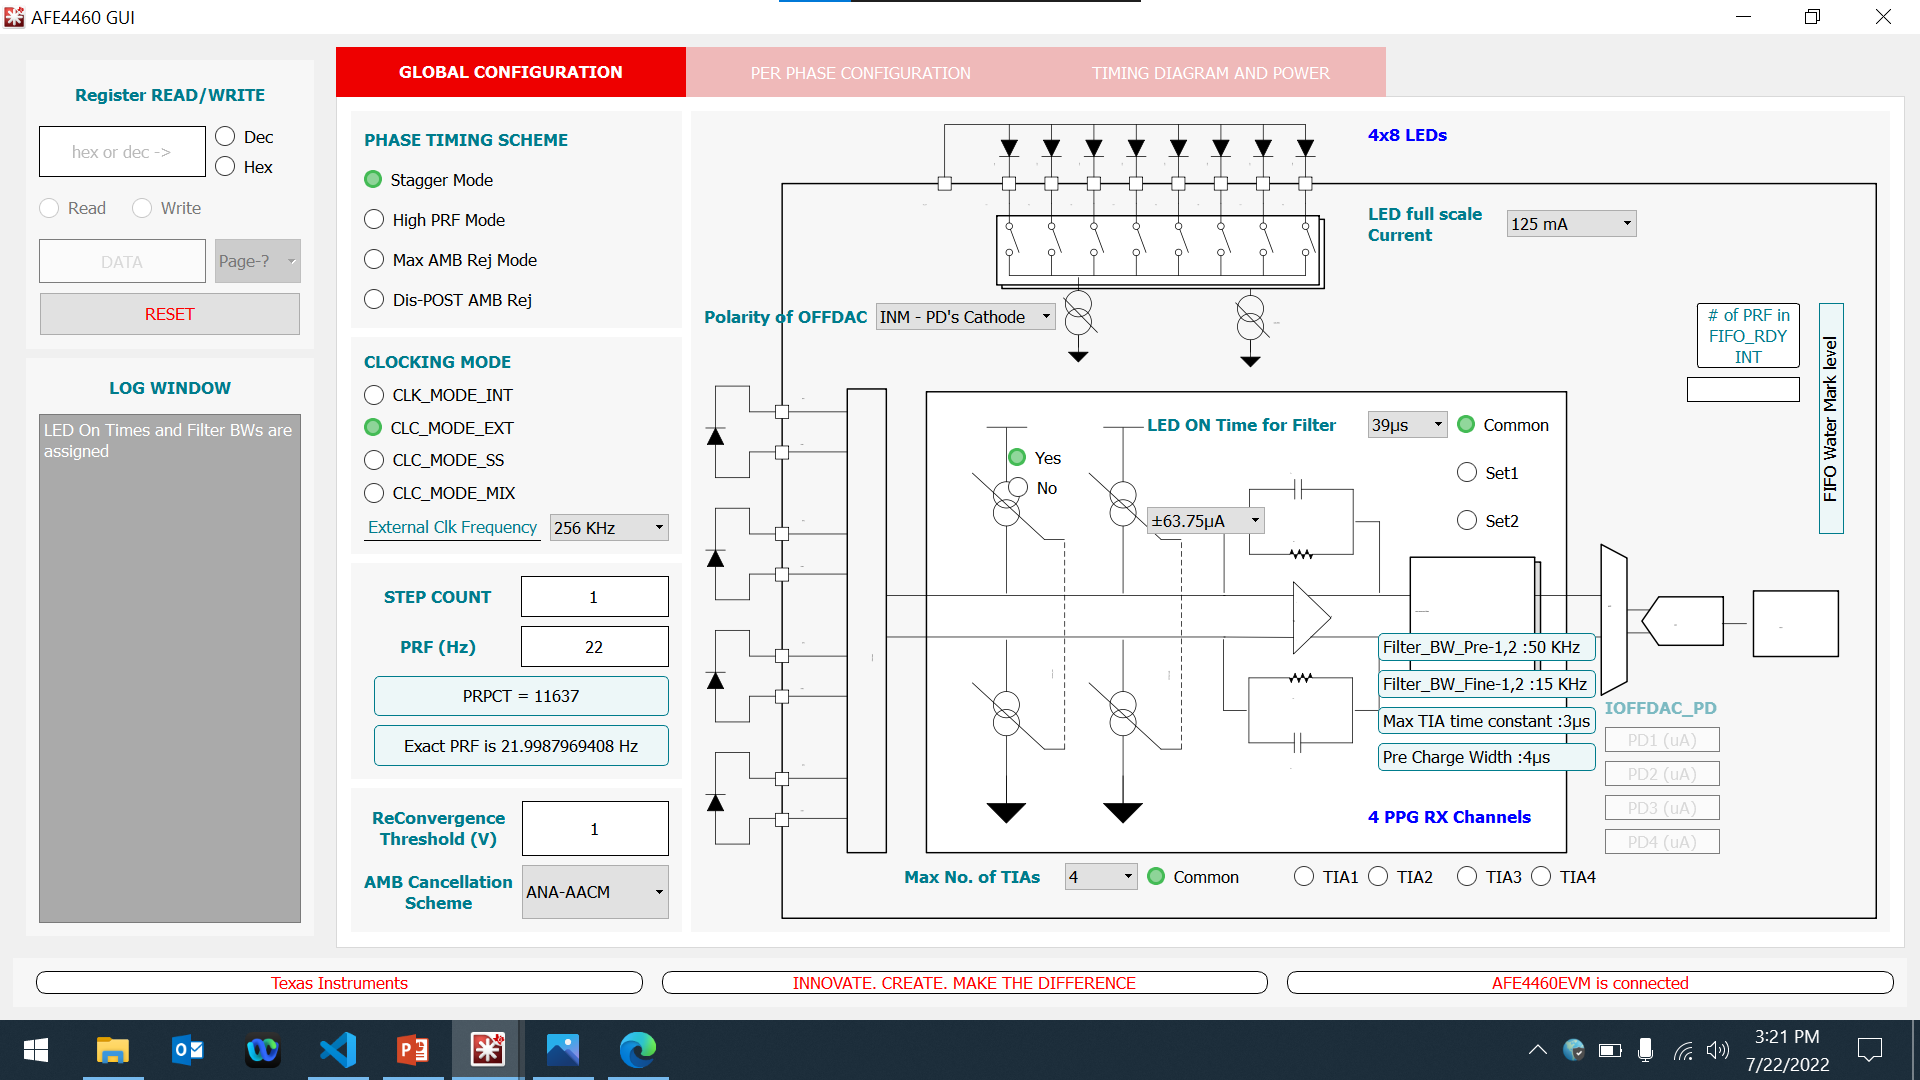 AFE4460 GUI
Register READ/WRITE
hex or dec ->
Dec
Hex
Read
Write
DATA
Page-?
RESET
LOG WINDOW
LED On Times and Filter BWs are
assigned
GLOBAL CONFIGURATION
PER PHASE CONFIGURATION
TIMING DIAGRAM AND POWER
PHASE TIMING SCHEME
Stagger Mode
High PRF Mode
Max AMB Rej Mode
Dis-POST AMB Rej
CLOCKING MODE
CLK_MODE_INT
CLC_MODE_EXT
CLC_MODE_SS
CLC_MODE_MIX
External Clk Frequency
256 KHz
STEP COUNT
1
PRF (Hz)
22
PRPCT = 11637
Exact PRF is 21.9987969408 Hz
ReConvergence
Threshold (V)
1
AMB Cancellation
Scheme
ANA-AACM
4x8 LEDs
LED full scale
Current
125 mA
Polarity of OFFDAC
INM - PD's Cathode
# of PRF in
FIFO_RDY
INT
FIFO Water Mark level
LED ON Time for Filter
39µs
Common
Yes
No
Set1
±63.75µA
Set2
Filter_BW_Pre-1,2 :50 KHz
Filter_BW_Fine-1,2 :15 KHz
Max TIA time constant :3µs
Pre Charge Width :4µs
IOFFDAC_PD
PD1 (uA)
PD2 (uA)
PD3 (uA)
PD4 (uA)
4 PPG RX Channels
Max No. of TIAs
4
Common
TIA1
TIA2
TIA3
TIA4
Texas Instruments
INNOVATE. CREATE. MAKE THE DIFFERENCE
AFE4460EVM is connected
3:21 PM
7/22/2022